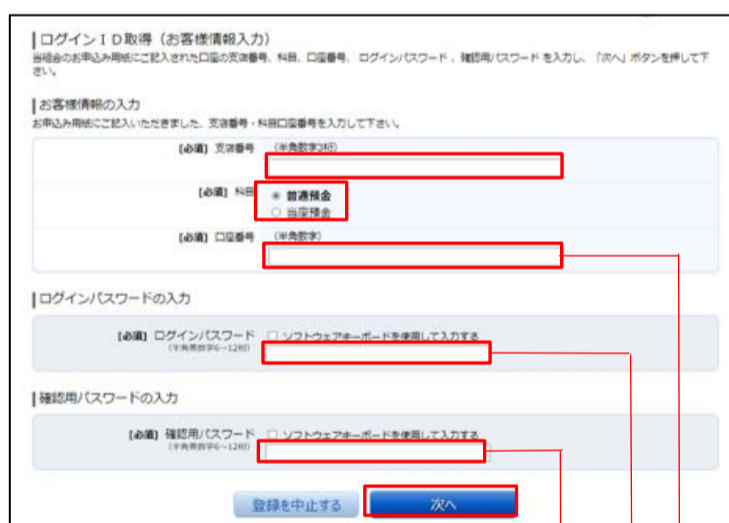 ログインＩＤ取得（お客様情報入力）
当組合のお申込み用紙にご記入された口座の支店番号、科目、口座番号、ログインパスワード、確認用パスワード を入力し、「次へ」ボタンを押して下
さい。
お客様情報の入力
お申込み用紙にご記入いただきました、支店番号・科目口座番号を入力して下さい。
[必須] 支店番号 (半角数字3桁)
[必須] 科目 普通預金
当座預金
[必須] 口座番号 (半角数字)
ログインパスワードの入力
[必須] ログインパスワード ソフトウェアキーボードを使用して入力する
(半角英数字6～12桁)
確認用パスワードの入力
[必須] 確認用パスワード ソフトウェアキーボードを使用して入力する
(半角英数字6～12桁)
登録を中止する 次へ